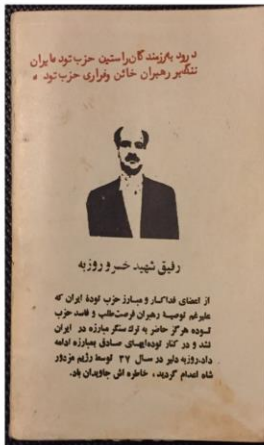 درود به رزمندگان راستین حزب توده ایران
ننگ بر رهبران خائن و فراری حزب توده
رفیق شهید خسرو روزبه
از اعضای فداکار و مبارز حزب تودهٔ ایران که
علیرغم توصیهٔ رهبران فرصت‌طلب و فاسد حزب
توده هرگز حاضر به ترک سنگر مبارزه در ایران
نشد و در کنار توده‌ایهای صادق بمبارزه ادامه
داد. روزبه دلیر در سال ۳۷ توسط رژیم مزدور
شاه اعدام گردید، خاطره اش جاویدان باد.